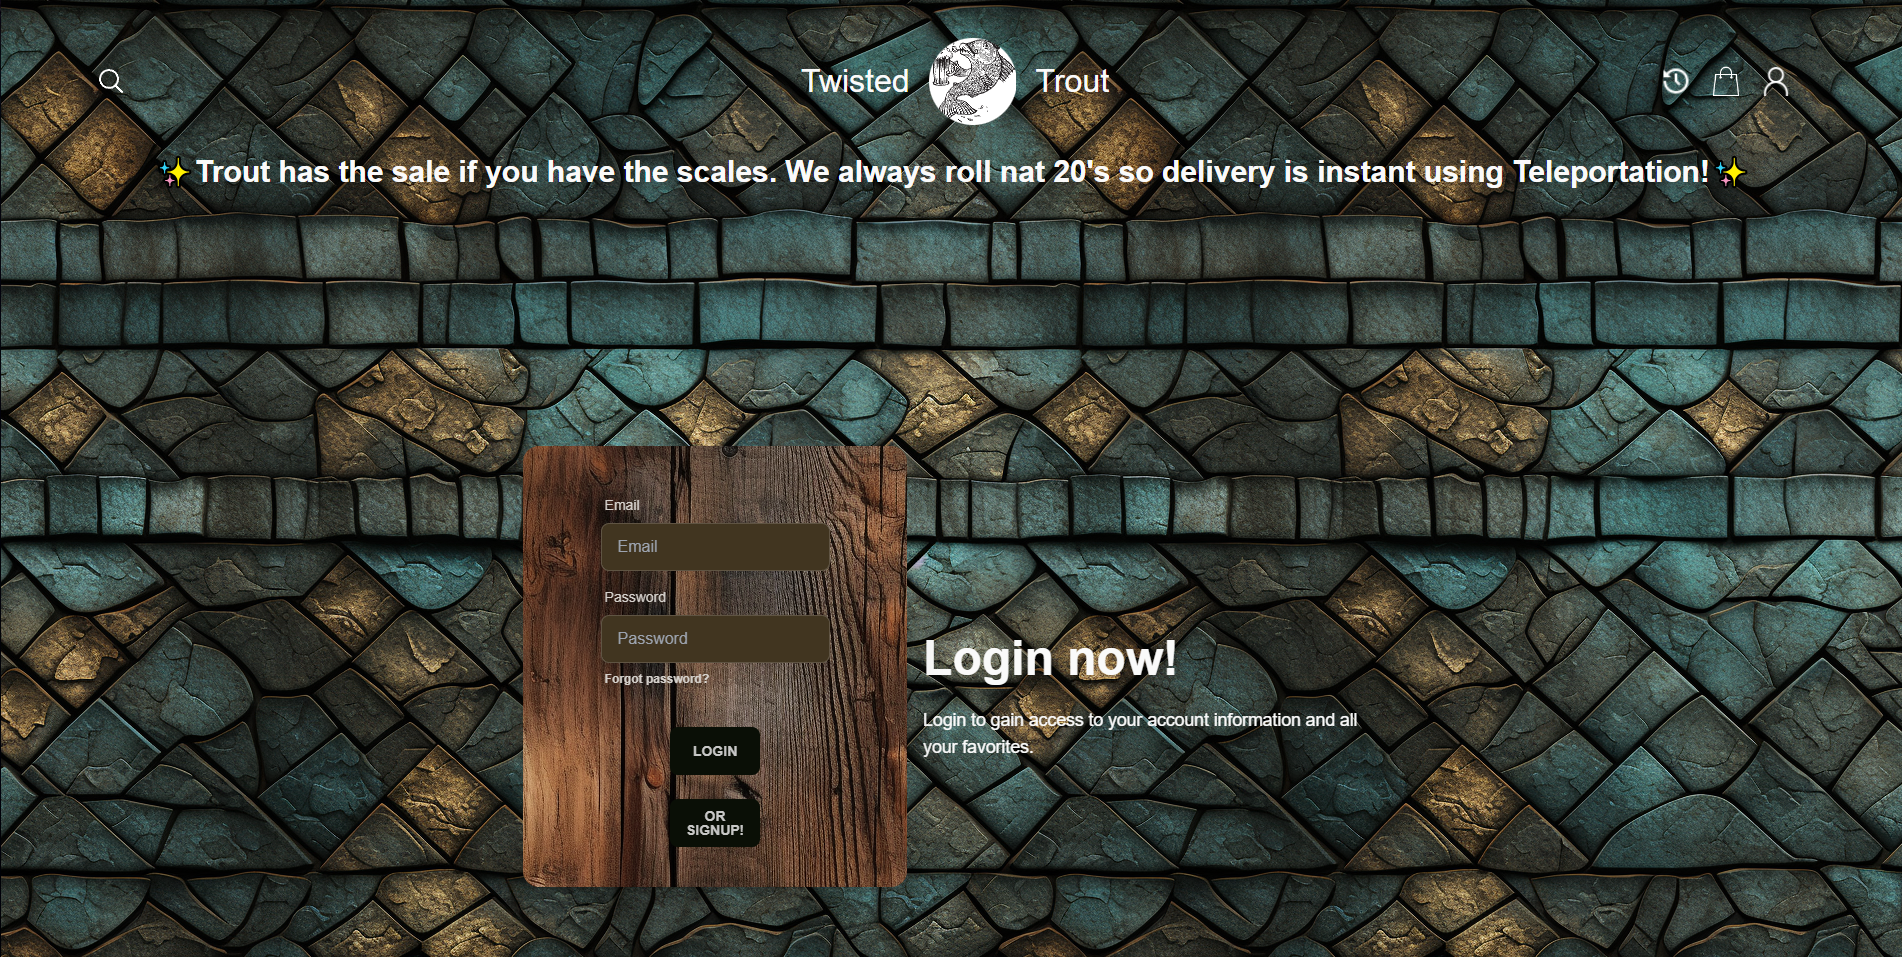 Twisted Trout
✨Trout has the sale if you have the scales. We always roll nat 20's so delivery is instant using Teleportation!✨
Email
Email
Password
Password
Forgot password?
LOGIN
OR
SIGNUP!
Login now!
Login to gain access to your account information and all
your favorites.